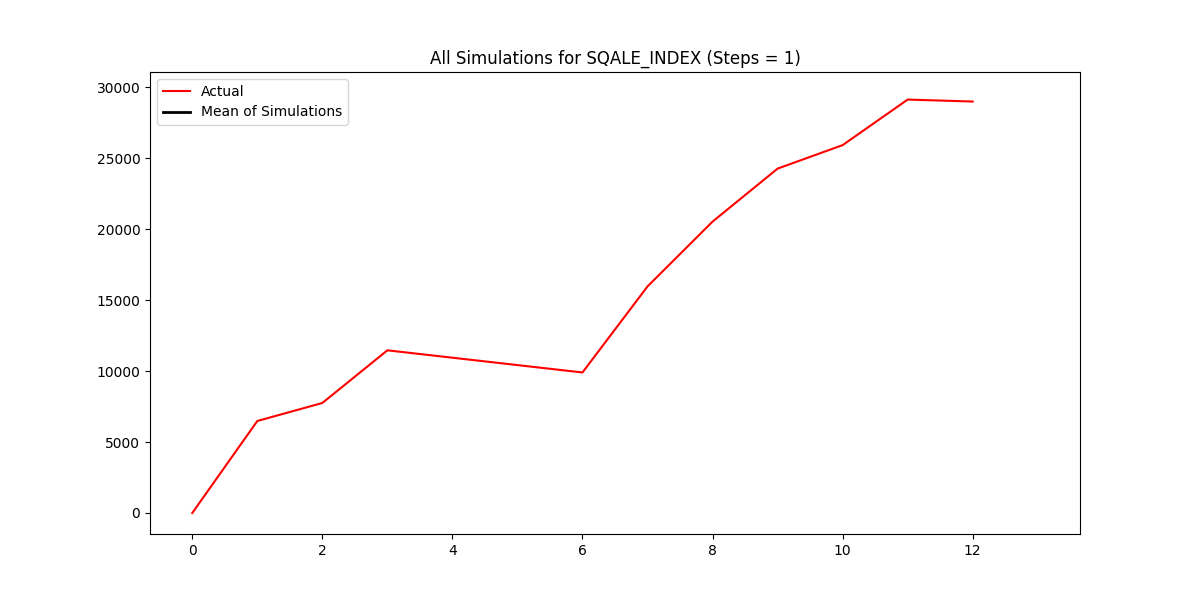 All Simulations for SQALE_INDEX (Steps = 1)
Actual
Mean of Simulations
30000
25000
20000
15000
10000
5000
0
0 2 4 6 8 10 12